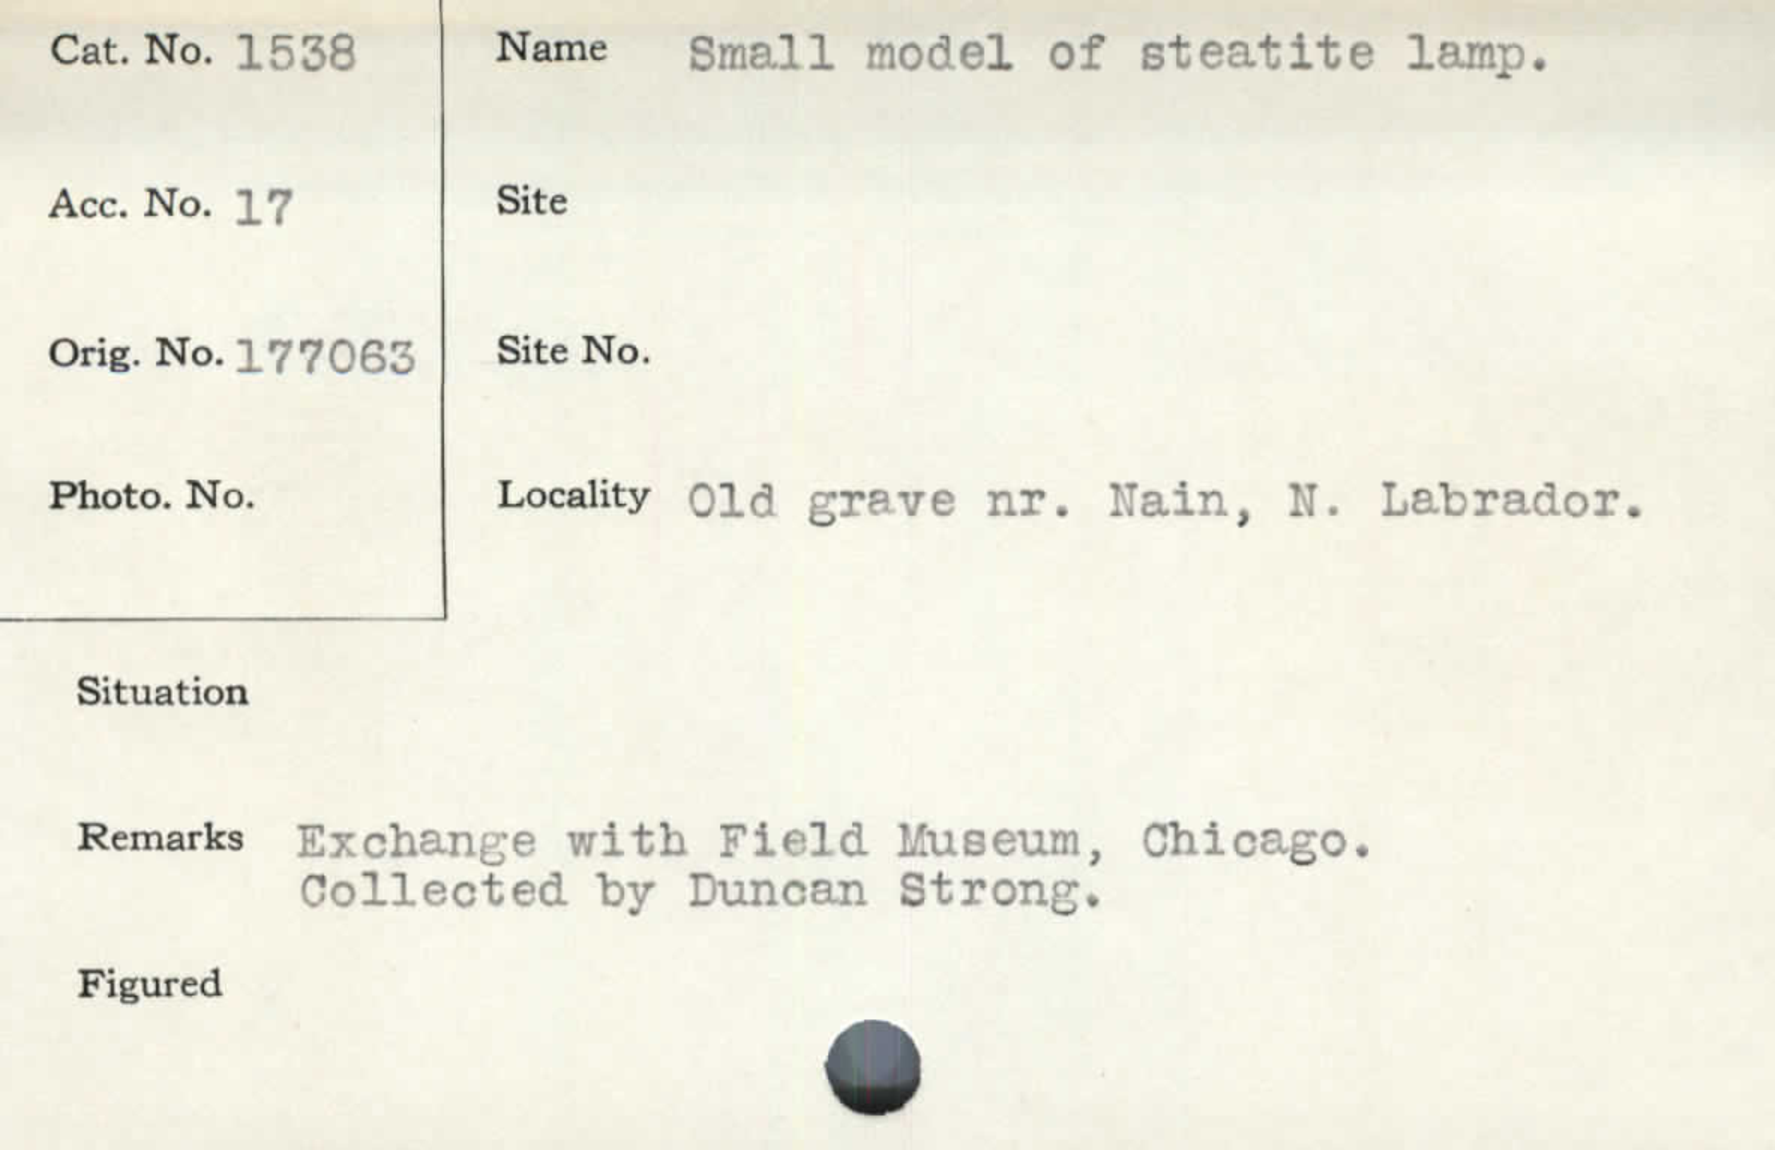 Cat. No. 1538
Name Small model of steatite lamp.
Acc. No. 17
Site
Orig. No. 177063
Site No.
Photo. No.
Locality Old grave nr. Nain, N. Labrador.
Situation
Remarks Exchange with Field Museum, Chicago.
Collected by Duncan Strong.
Figured